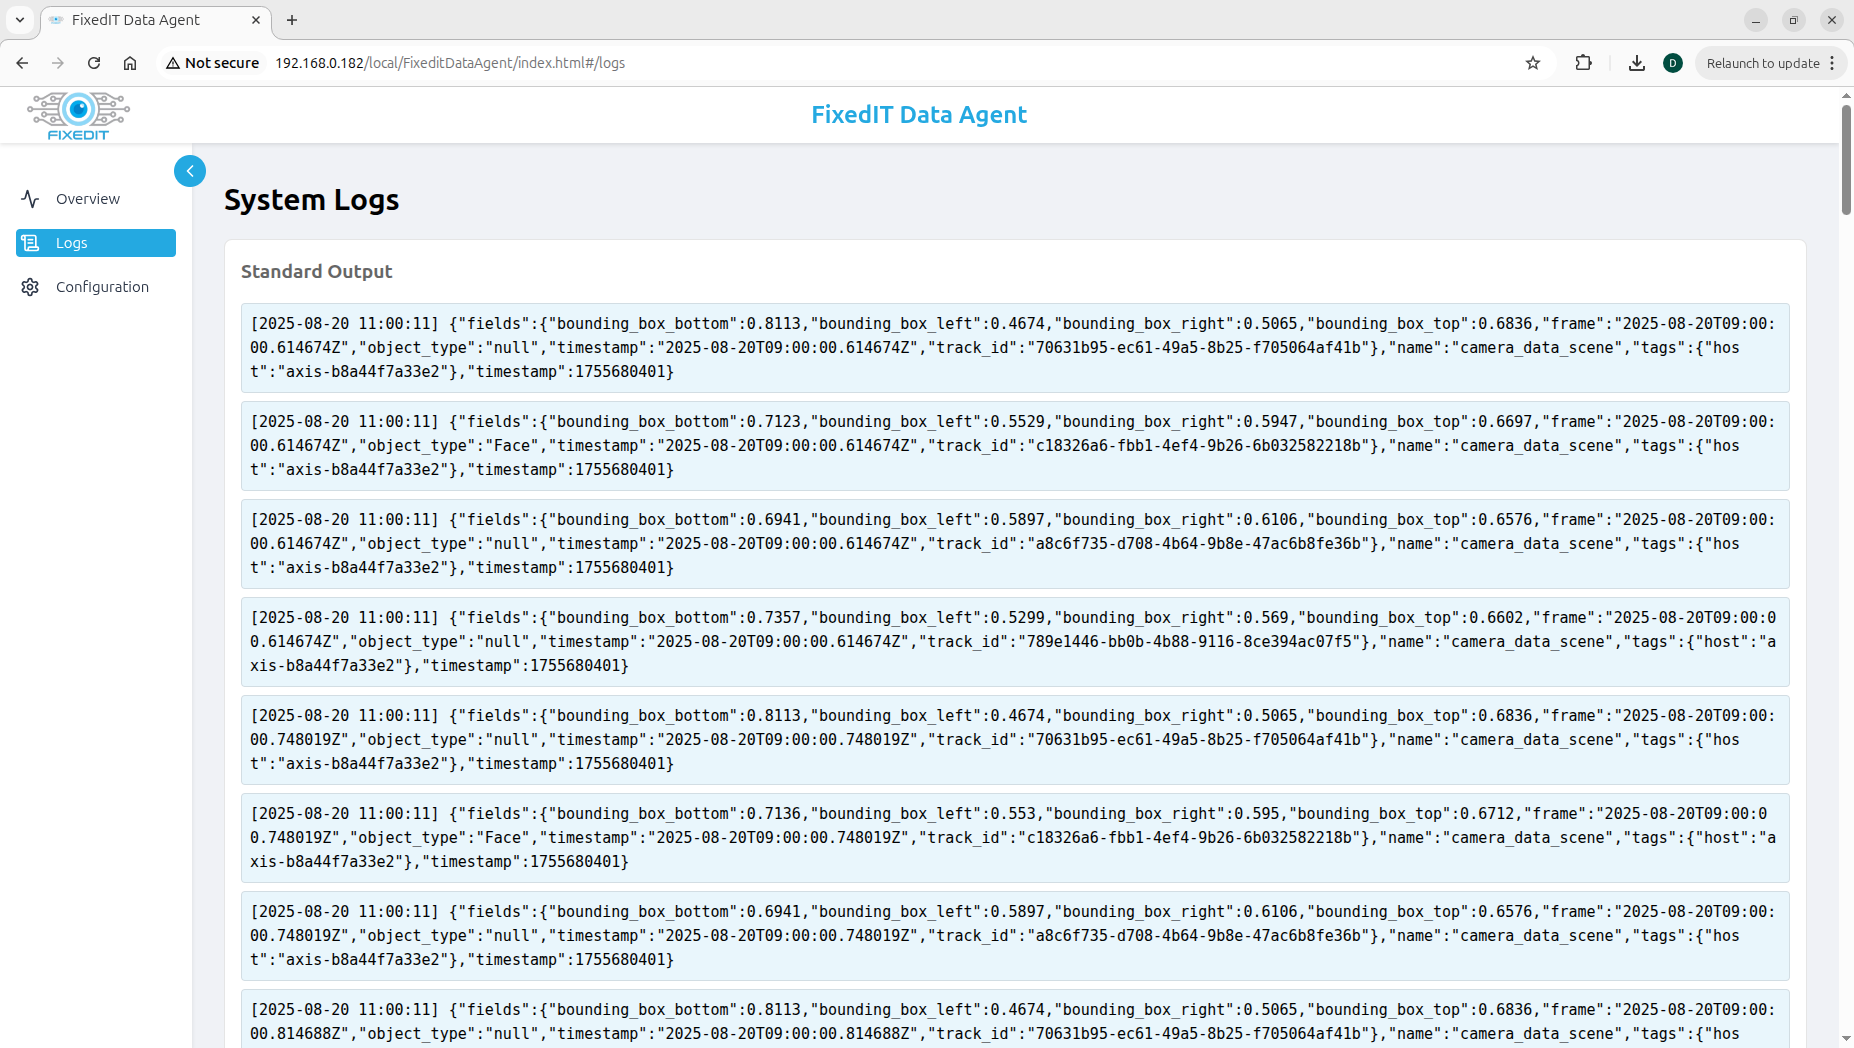 FixedIT Data Agent
Not secure 192.168.0.182/local/FixeditDataAgent/index.html#/logs
D
Relaunch to update
FIXEDIT
FixedIT Data Agent
Overview
Logs
Configuration
System Logs
Standard Output
[2025-08-20 11:00:11] {"fields":{"bounding_box_bottom":0.8113,"bounding_box_left":0.4674,"bounding_box_right":0.5065,"bounding_box_top":0.6836,"frame":"2025-08-20T09:00:
00.614674Z","object_type":"null","timestamp":"2025-08-20T09:00:00.614674Z","track_id":"70631b95-ec61-49a5-8b25-f705064af41b"},"name":"camera_data_scene","tags":{"hos
t":"axis-b8a44f7a33e2"},"timestamp":1755680401}
[2025-08-20 11:00:11] {"fields":{"bounding_box_bottom":0.7123,"bounding_box_left":0.5529,"bounding_box_right":0.5947,"bounding_box_top":0.6697,"frame":"2025-08-20T09:00:
00.614674Z","object_type":"Face","timestamp":"2025-08-20T09:00:00.614674Z","track_id":"c18326a6-fbb1-4ef4-9b26-6b032582218b"},"name":"camera_data_scene","tags":{"hos
t":"axis-b8a44f7a33e2"},"timestamp":1755680401}
[2025-08-20 11:00:11] {"fields":{"bounding_box_bottom":0.6941,"bounding_box_left":0.5897,"bounding_box_right":0.6106,"bounding_box_top":0.6576,"frame":"2025-08-20T09:00:
00.614674Z","object_type":"null","timestamp":"2025-08-20T09:00:00.614674Z","track_id":"a8c6f735-d708-4b64-9b8e-47ac6b8fe36b"},"name":"camera_data_scene","tags":{"hos
t":"axis-b8a44f7a33e2"},"timestamp":1755680401}
[2025-08-20 11:00:11] {"fields":{"bounding_box_bottom":0.7357,"bounding_box_left":0.5299,"bounding_box_right":0.569,"bounding_box_top":0.6602,"frame":"2025-08-20T09:00:0
0.614674Z","object_type":"null","timestamp":"2025-08-20T09:00:00.614674Z","track_id":"789e1446-bb0b-4b88-9116-8ce394ac07f5"},"name":"camera_data_scene","tags":{"host":"a
xis-b8a44f7a33e2"},"timestamp":1755680401}
[2025-08-20 11:00:11] {"fields":{"bounding_box_bottom":0.8113,"bounding_box_left":0.4674,"bounding_box_right":0.5065,"bounding_box_top":0.6836,"frame":"2025-08-20T09:00:
00.748019Z","object_type":"null","timestamp":"2025-08-20T09:00:00.748019Z","track_id":"70631b95-ec61-49a5-8b25-f705064af41b"},"name":"camera_data_scene","tags":{"hos
t":"axis-b8a44f7a33e2"},"timestamp":1755680401}
[2025-08-20 11:00:11] {"fields":{"bounding_box_bottom":0.7136,"bounding_box_left":0.553,"bounding_box_right":0.595,"bounding_box_top":0.6712,"frame":"2025-08-20T09:00:0
0.748019Z","object_type":"Face","timestamp":"2025-08-20T09:00:00.748019Z","track_id":"c18326a6-fbb1-4ef4-9b26-6b032582218b"},"name":"camera_data_scene","tags":{"host":"a
xis-b8a44f7a33e2"},"timestamp":1755680401}
[2025-08-20 11:00:11] {"fields":{"bounding_box_bottom":0.6941,"bounding_box_left":0.5897,"bounding_box_right":0.6106,"bounding_box_top":0.6576,"frame":"2025-08-20T09:00:
00.748019Z","object_type":"null","timestamp":"2025-08-20T09:00:00.748019Z","track_id":"a8c6f735-d708-4b64-9b8e-47ac6b8fe36b"},"name":"camera_data_scene","tags":{"hos
t":"axis-b8a44f7a33e2"},"timestamp":1755680401}
[2025-08-20 11:00:11] {"fields":{"bounding_box_bottom":0.8113,"bounding_box_left":0.4674,"bounding_box_right":0.5065,"bounding_box_top":0.6836,"frame":"2025-08-20T09:00:
00.814688Z","object_type":"null","timestamp":"2025-08-20T09:00:00.814688Z","track_id":"70631b95-ec61-49a5-8b25-f705064af41b"},"name":"camera_data_scene","tags":{"hos